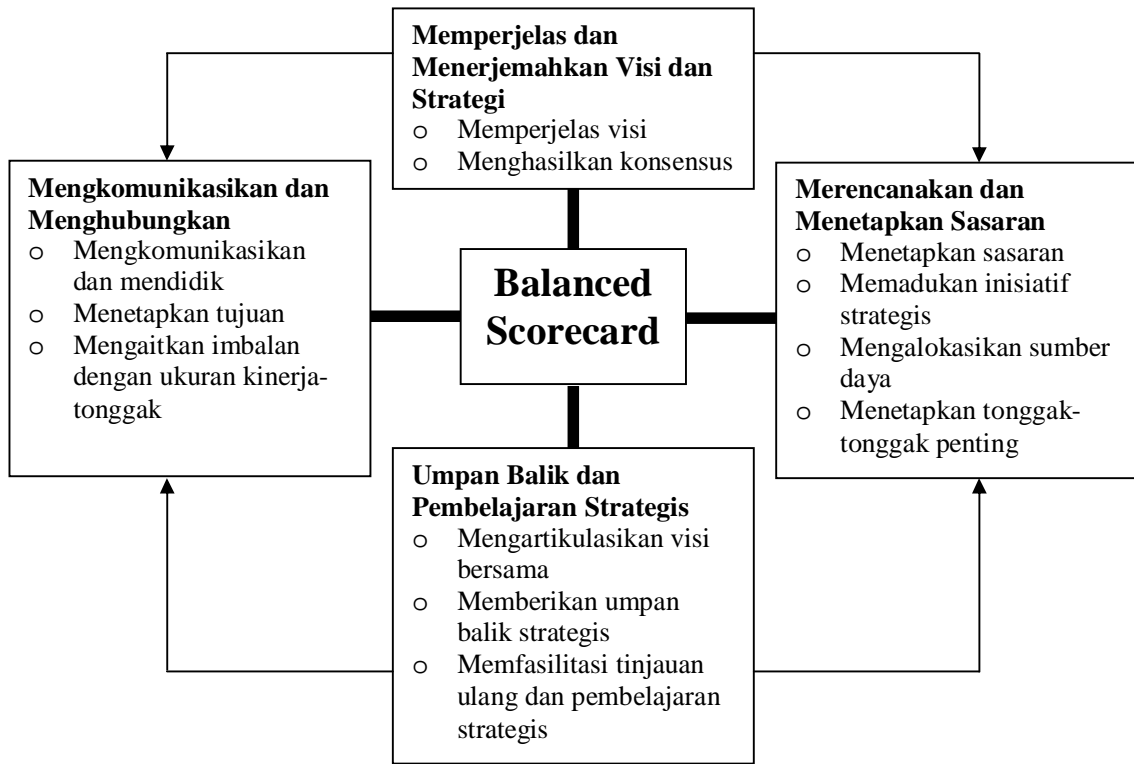 Memperjelas dan
Menerjemahkan Visi dan
Strategi
o Memperjelas visi
o Menghasilkan konsensus
Mengkomunikasikan dan
Menghubungkan
o Mengkomunikasikan
dan mendidik
o Menetapkan tujuan
o Mengaitkan imbalan
dengan ukuran kinerja-
tonggak
Balanced
Scorecard
Merencanakan dan
Menetapkan Sasaran
o Menetapkan sasaran
o Memadukan inisiatif
strategis
o Mengalokasikan sumber
daya
o Menetapkan tonggak-
tonggak penting
Umpan Balik dan
Pembelajaran Strategis
o Mengartikulasikan visi
bersama
o Memberikan umpan
balik strategis
o Memfasilitasi tinjauan
ulang dan pembelajaran
strategis